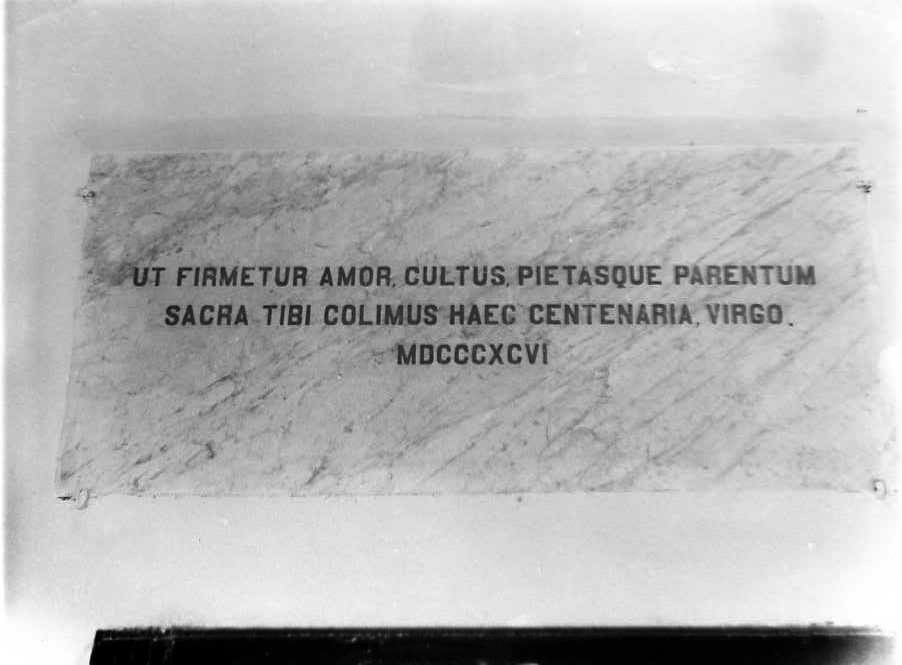 UT FIRMETUR AMOR, CULTUS, PIETASQUE PARENTUM
SACRA TIBI COLIMUS HAEC CENTENARIA, VIRGO.
MDCCCXCVI